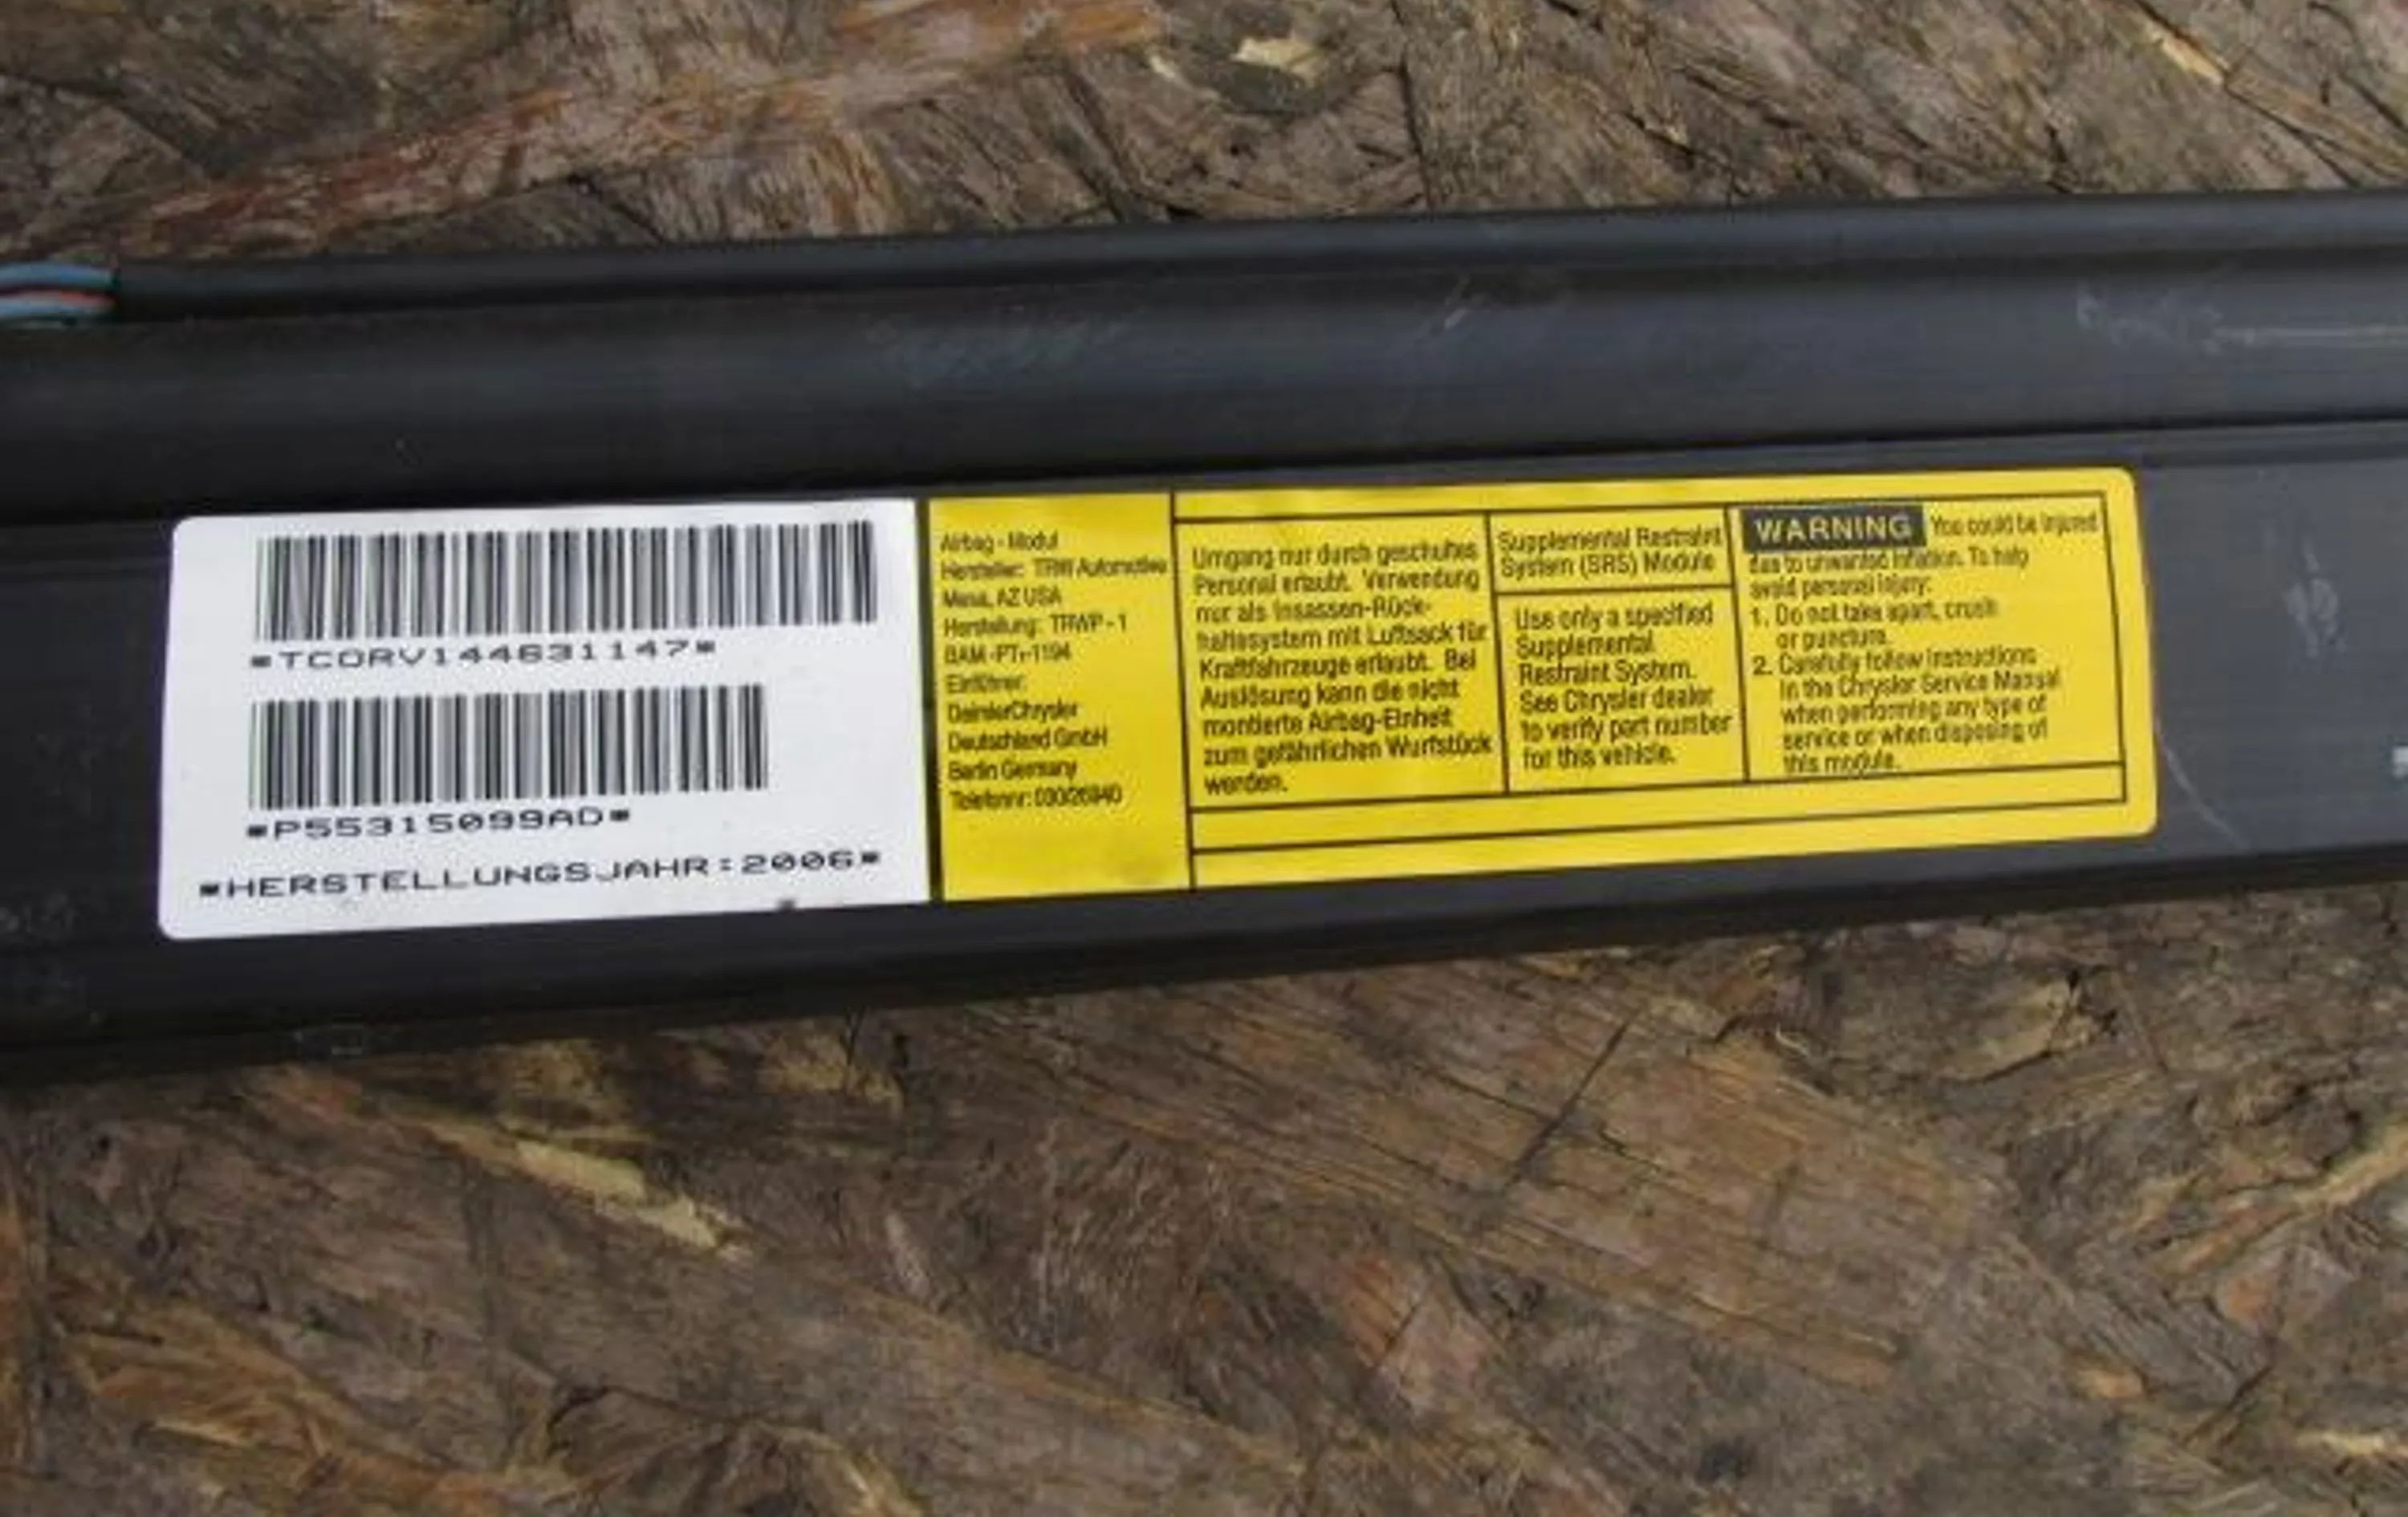 *TCORV144631147*
*P55315099AD*
*HERSTELLUNGSJAHR:2006*
Airbag - Modul
Hersteller: TRW Automotive
Mesa, AZ USA
Herstellung: TRWP - 1
BAM -PT₁-1194
Einführer:
DaimlerChrysler
Deutschland GmbH
Berlin Germany
Telefonnr: 030/26940
Umgang nur durch geschultes
Personal erlaubt. Verwendung
nur als Insassen-Rück-
haltesystem mit Luftsack für
Kraftfahrzeuge erlaubt. Bei
Auslösung kann die nicht
montierte Airbag-Einheit
zum gefährlichen Wurfstück
werden.
Supplemental Restraint
System (SRS) Module
Use only a specified
Supplemental
Restraint System.
See Chrysler dealer
to verify part number
for this vehicle.
WARNING You could be injured
due to unwanted inflation. To help
avoid personal injury:
1. Do not take apart, crush
or puncture.
2. Carefully follow instructions
in the Chrysler Service Manual
when performing any type of
service or when disposing of
this module.